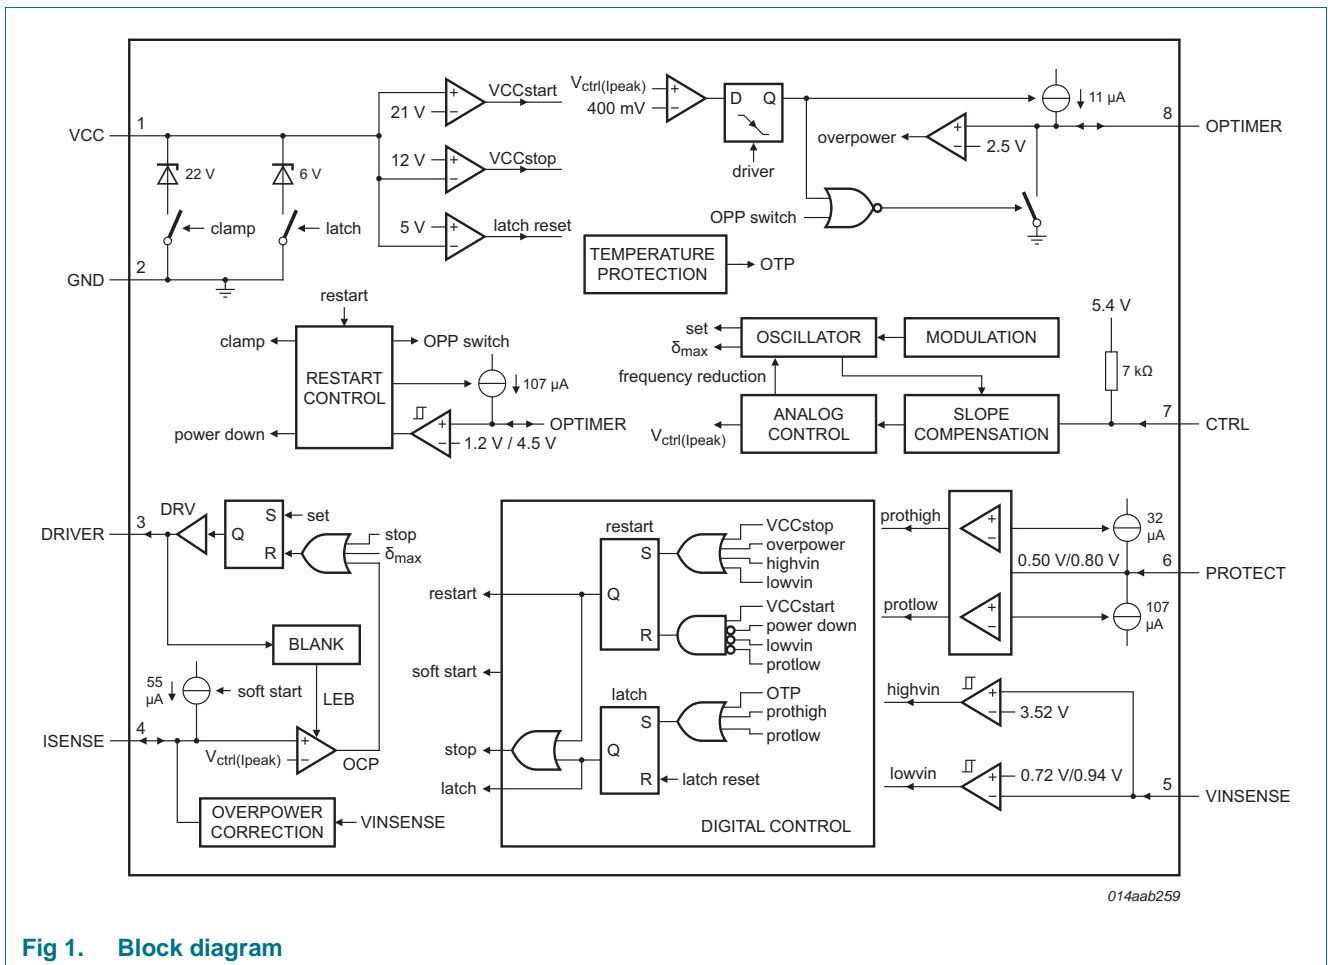 VCC
1
22 V
6 V
clamp
latch
GND
2
21 V
VCCstart
12 V
VCCstop
5 V
latch reset
Vctrl(Ipeak)
400 mV
D Q
driver
OPP switch
overpower
2.5 V
11 µA
8
OPTIMER
TEMPERATURE
PROTECTION
OTP
restart
clamp
OPP switch
RESTART
CONTROL
107 µA
OPTIMER
power down
1.2 V / 4.5 V
set
δmax
OSCILLATOR
MODULATION
frequency reduction
Vctrl(Ipeak)
ANALOG
CONTROL
SLOPE
COMPENSATION
5.4 V
7 kΩ
7
CTRL
DRIVER
3
DRV
S
Q
R
set
stop
δmax
BLANK
LEB
55
µA
soft start
ISENSE
4
Vctrl(Ipeak)
OCP
OVERPOWER
CORRECTION
VINSENSE
restart
S
Q
R
VCCstop
overpower
highvin
lowvin
VCCstart
power down
lowvin
protlow
restart
soft start
latch
S
Q
R
OTP
prothigh
protlow
latch reset
stop
latch
DIGITAL CONTROL
prothigh
protlow
0.50 V/0.80 V
32
µA
107
µA
6
PROTECT
highvin
3.52 V
lowvin
0.72 V/0.94 V
5
VINSENSE
014aab259
Fig 1. Block diagram